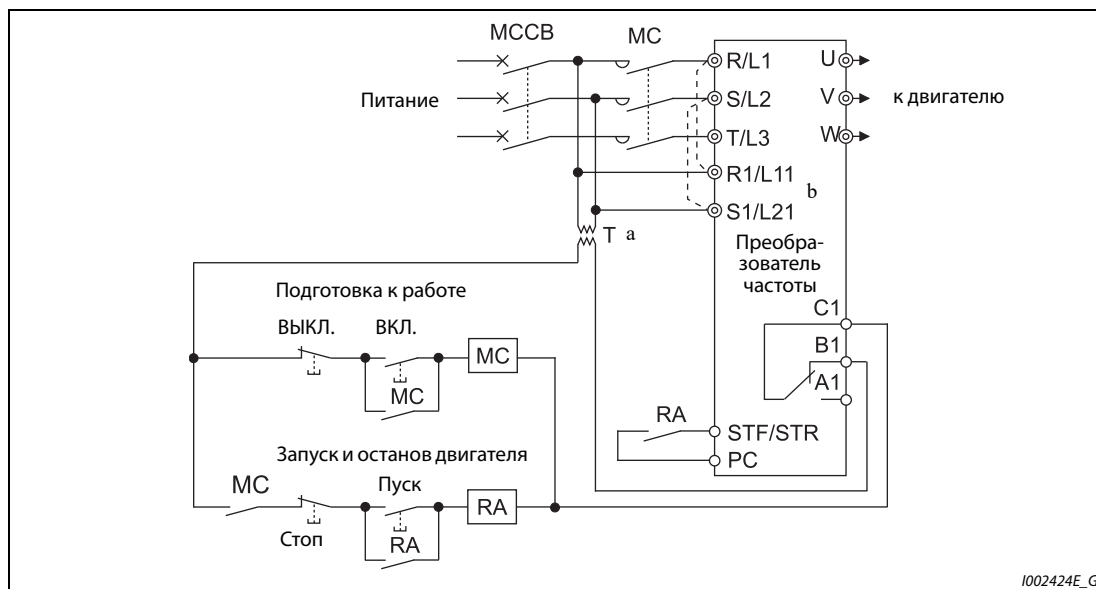 MCCB
MC
R/L1
U
Питание
S/L2
V
к двигателю
T/L3
W
R1/L11
b
S1/L21
T a
Преобра-
зователь
частоты
Подготовка к работе
C1
ВЫКЛ.
ВКЛ.
B1
MC
A1
MC
RA
STF/STR
Запуск и останов двигателя
PC
MC
Пуск
RA
Стоп
RA
I002424E_G